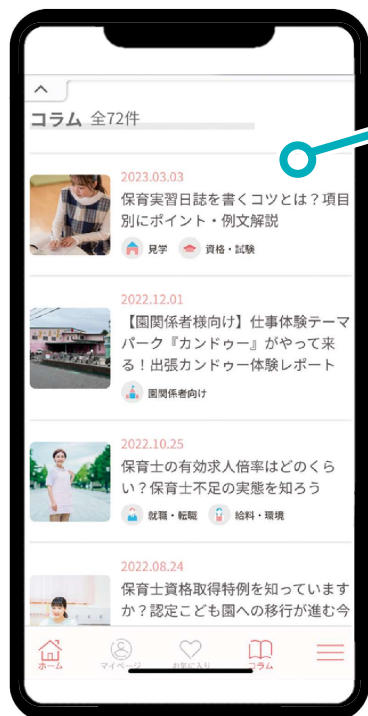 コラム 全72件
2023.03.03
保育実習日誌を書くコツとは？項目
別にポイント・例文解説
見学 資格・試験
2022.12.01
【園関係者様向け】仕事体験テーマ
パーク『カンドゥー』がやって来
る！出張カンドゥー体験レポート
園関係者向け
2022.10.25
保育士の有効求人倍率はどのくら
い？保育士不足の実態を知ろう
就職・転職 給料・環境
2022.08.24
保育士資格取得特例を知っています
か？認定こども園への移行が進む今
ホーム マイページ お気に入り コラム